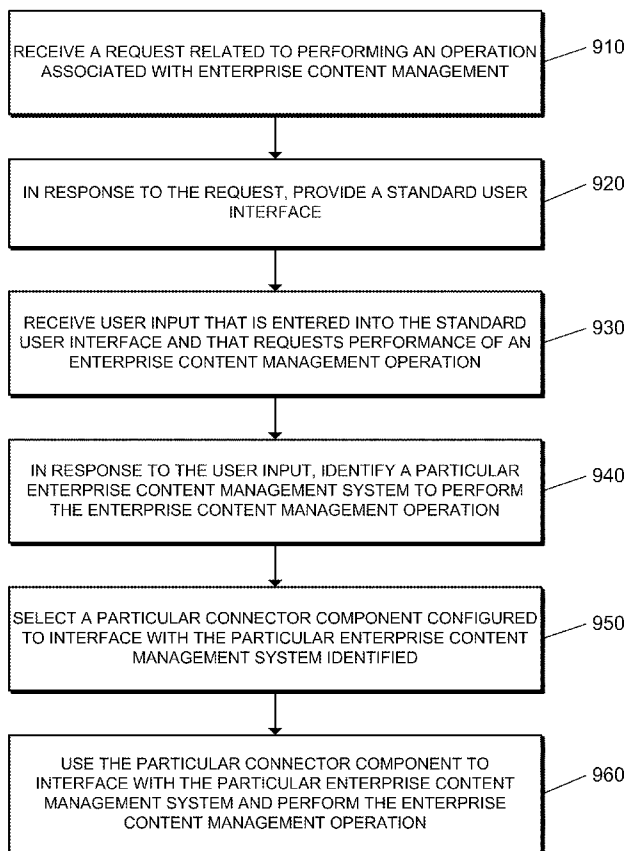 RECEIVE A REQUEST RELATED TO PERFORMING AN OPERATION
ASSOCIATED WITH ENTERPRISE CONTENT MANAGEMENT
910
IN RESPONSE TO THE REQUEST, PROVIDE A STANDARD USER
INTERFACE
920
RECEIVE USER INPUT THAT IS ENTERED INTO THE STANDARD
USER INTERFACE AND THAT REQUESTS PERFORMANCE OF AN
ENTERPRISE CONTENT MANAGEMENT OPERATION
930
IN RESPONSE TO THE USER INPUT, IDENTIFY A PARTICULAR
ENTERPRISE CONTENT MANAGEMENT SYSTEM TO PERFORM
THE ENTERPRISE CONTENT MANAGEMENT OPERATION
940
SELECT A PARTICULAR CONNECTOR COMPONENT CONFIGURED
TO INTERFACE WITH THE PARTICULAR ENTERPRISE CONTENT
MANAGEMENT SYSTEM IDENTIFIED
950
USE THE PARTICULAR CONNECTOR COMPONENT TO
INTERFACE WITH THE PARTICULAR ENTERPRISE CONTENT
MANAGEMENT SYSTEM AND PERFORM THE ENTERPRISE
CONTENT MANAGEMENT OPERATION
960